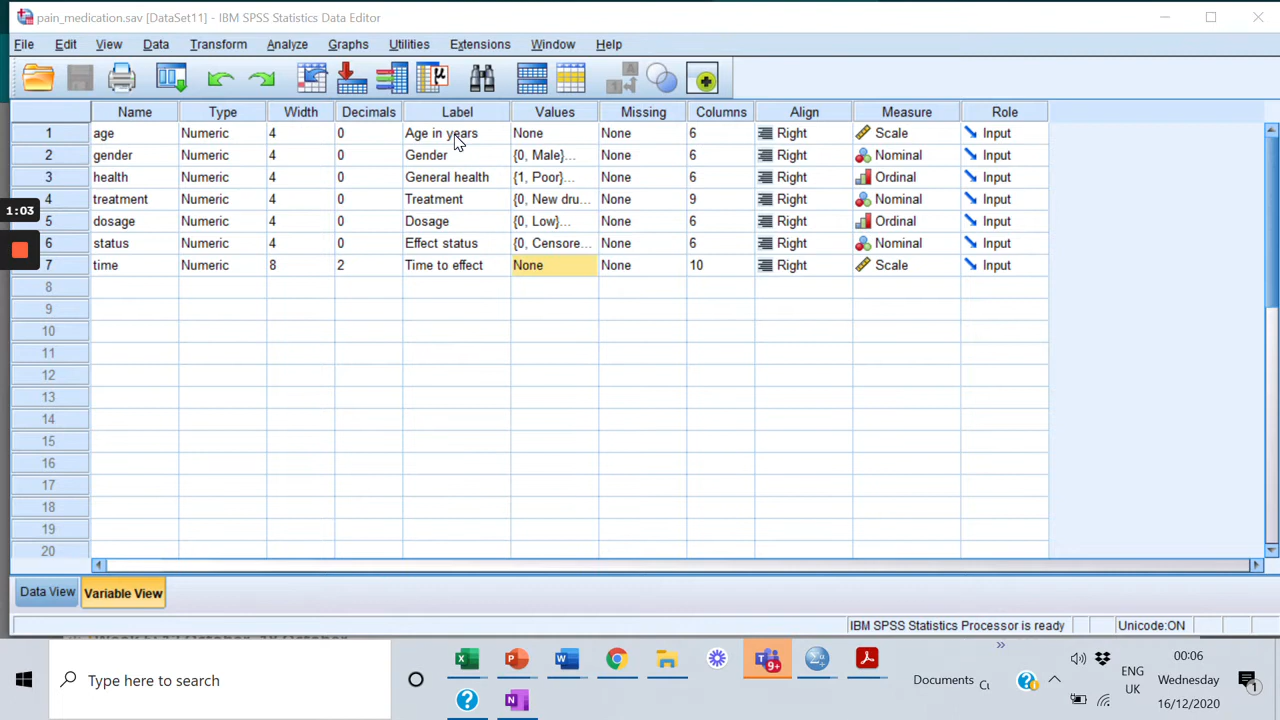 pain_medication.sav [DataSet11] - IBM SPSS Statistics Data Editor
File Edit View Data Transform Analyze Graphs Utilities Extensions Window Help
Name Type Width Decimals Label Values Missing Columns Align Measure Role
1 age Numeric 4 0 Age in years None None 6 Right Scale Input
2 gender Numeric 4 0 Gender {0, Male}... None 6 Right Nominal Input
3 health Numeric 4 0 General health {1, Poor}... None 6 Right Ordinal Input
4 treatment Numeric 4 0 Treatment {0, New dru... None 9 Right Nominal Input
1:03
5 dosage Numeric 4 0 Dosage {0, Low}... None 6 Right Ordinal Input
6 status Numeric 4 0 Effect status {0, Censore... None 6 Right Nominal Input
7 time Numeric 8 2 Time to effect None None 10 Right Scale Input
8
9
10
11
12
13
14
15
16
17
18
19
20
Data View Variable View
IBM SPSS Statistics Processor is ready Unicode:ON
Type here to search
9+
Documents
ENG
UK
00:06
Wednesday
16/12/2020
1